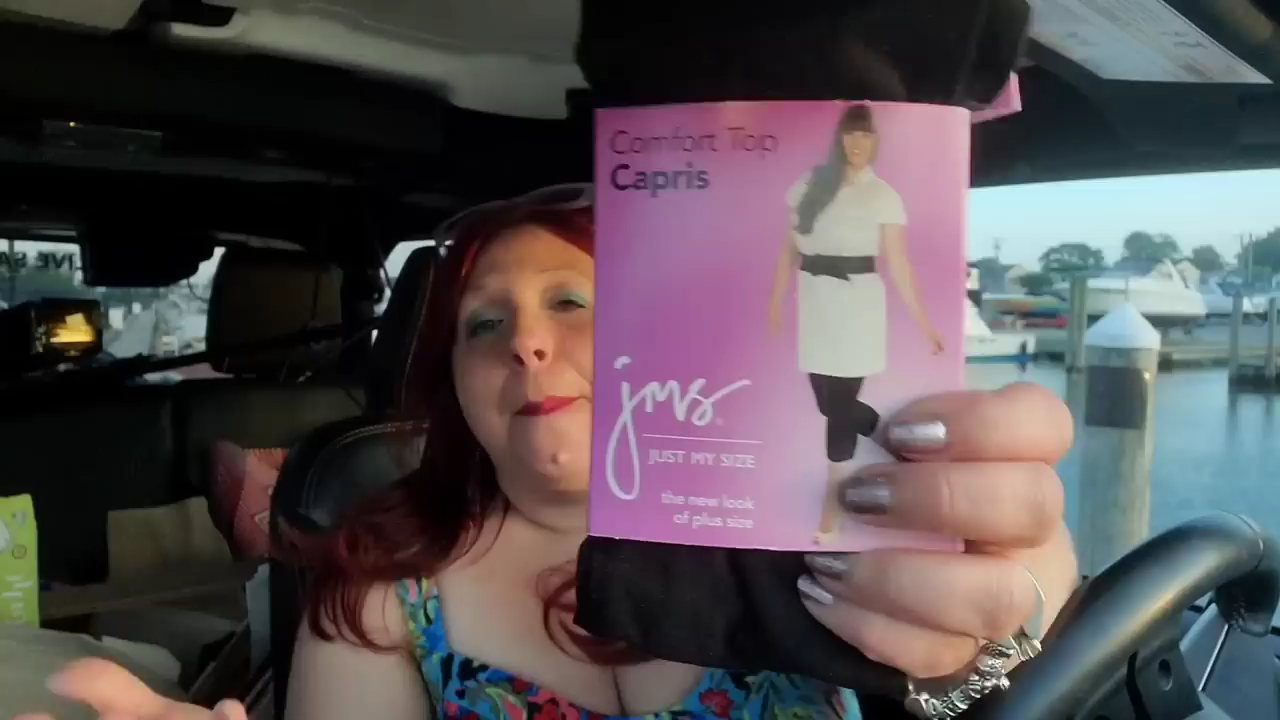 Comfort Top
Capris
jms
JUST MY SIZE
the new look
of plus size